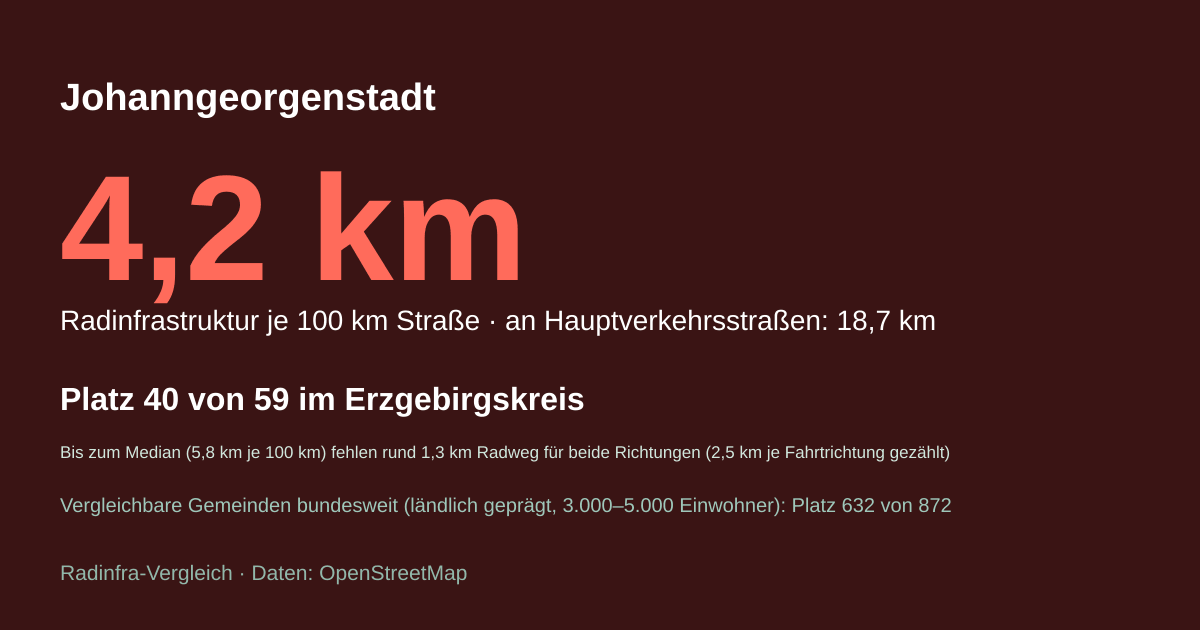 Johanngeorgenstadt
4,2 km
Radinfrastruktur je 100 km Straße · an Hauptverkehrsstraßen: 18,7 km
Platz 40 von 59 im Erzgebirgskreis
Bis zum Median (5,8 km je 100 km) fehlen rund 1,3 km Radweg für beide Richtungen (2,5 km je Fahrtrichtung gezählt)
Vergleichbare Gemeinden bundesweit (ländlich geprägt, 3.000–5.000 Einwohner): Platz 632 von 872
Radinfra-Vergleich · Daten: OpenStreetMap